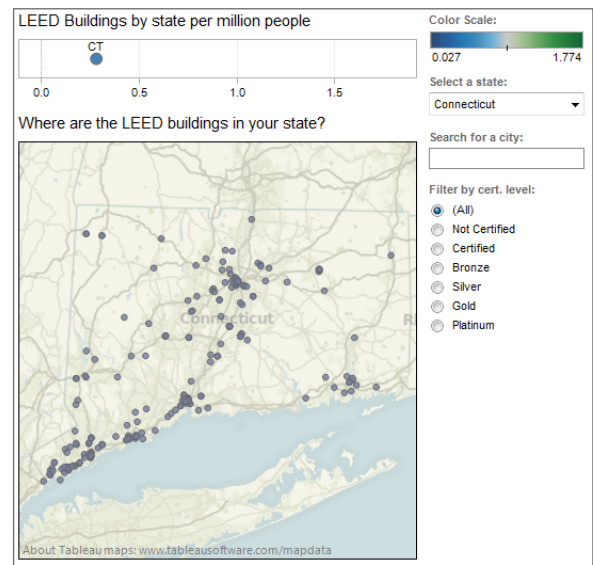 LEED Buildings by state per million people
CT
0.0 0.5 1.0 1.5
Where are the LEED buildings in your state?
Connecticut
R
About Tableau maps: www.tableausoftware.com/mapdata
Color Scale:
0.027 1.774
Select a state:
Connecticut
Search for a city:
Filter by cert. level:
(All)
Not Certified
Certified
Bronze
Silver
Gold
Platinum